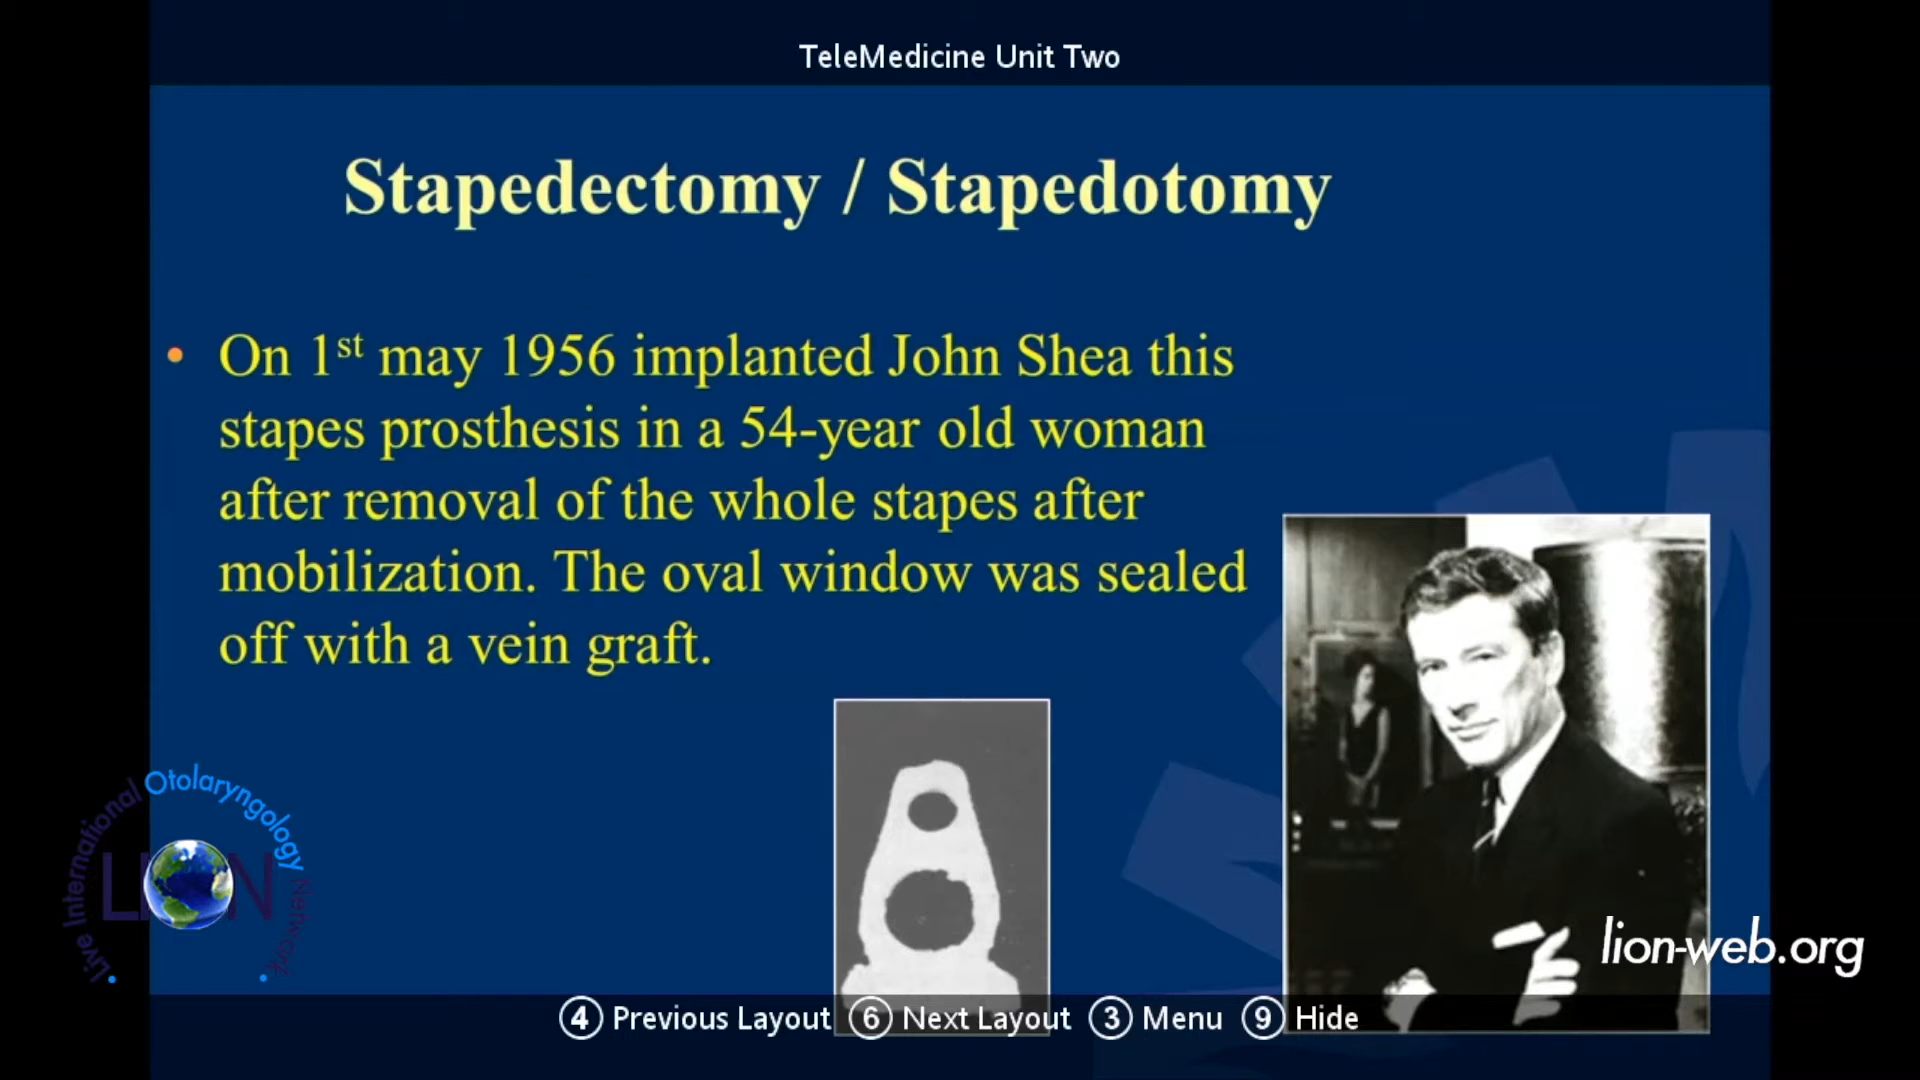 TeleMedicine Unit Two
Stapedectomy / Stapedotomy
• On 1st may 1956 implanted John Shea this
stapes prosthesis in a 54-year old woman
after removal of the whole stapes after
mobilization. The oval window was sealed
off with a vein graft.
Live International Otolaryngology Network
LION
lion-web.org
4 Previous Layout 6 Next Layout 3 Menu 9 Hide